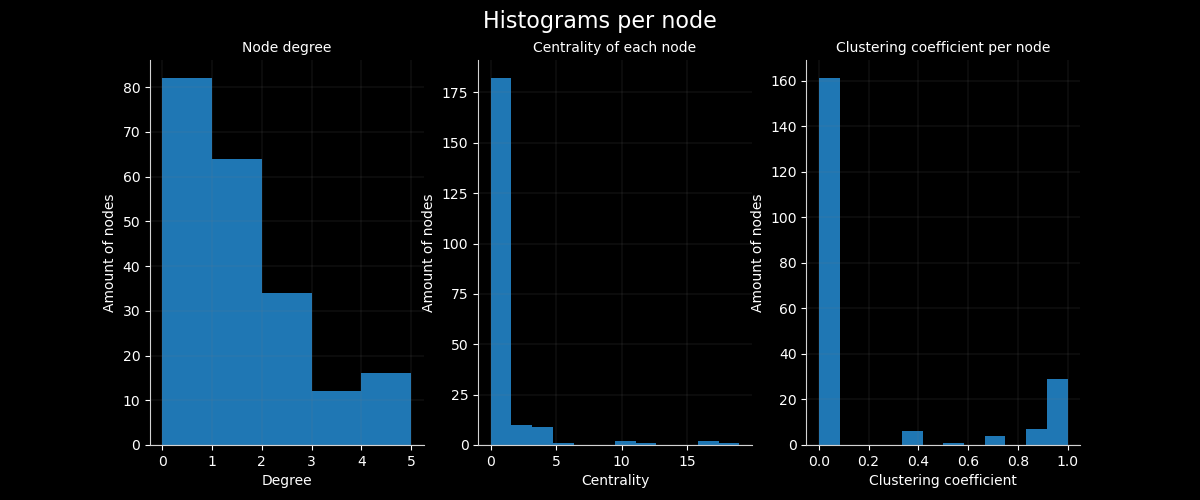 Histograms per node
Node degree
Amount of nodes
80
70
60
50
40
30
20
10
0
0 1 2 3 4 5
Degree
Centrality of each node
Amount of nodes
175
150
125
100
75
50
25
0
0 5 10 15
Centrality
Clustering coefficient per node
Amount of nodes
160
140
120
100
80
60
40
20
0
0.0 0.2 0.4 0.6 0.8 1.0
Clustering coefficient